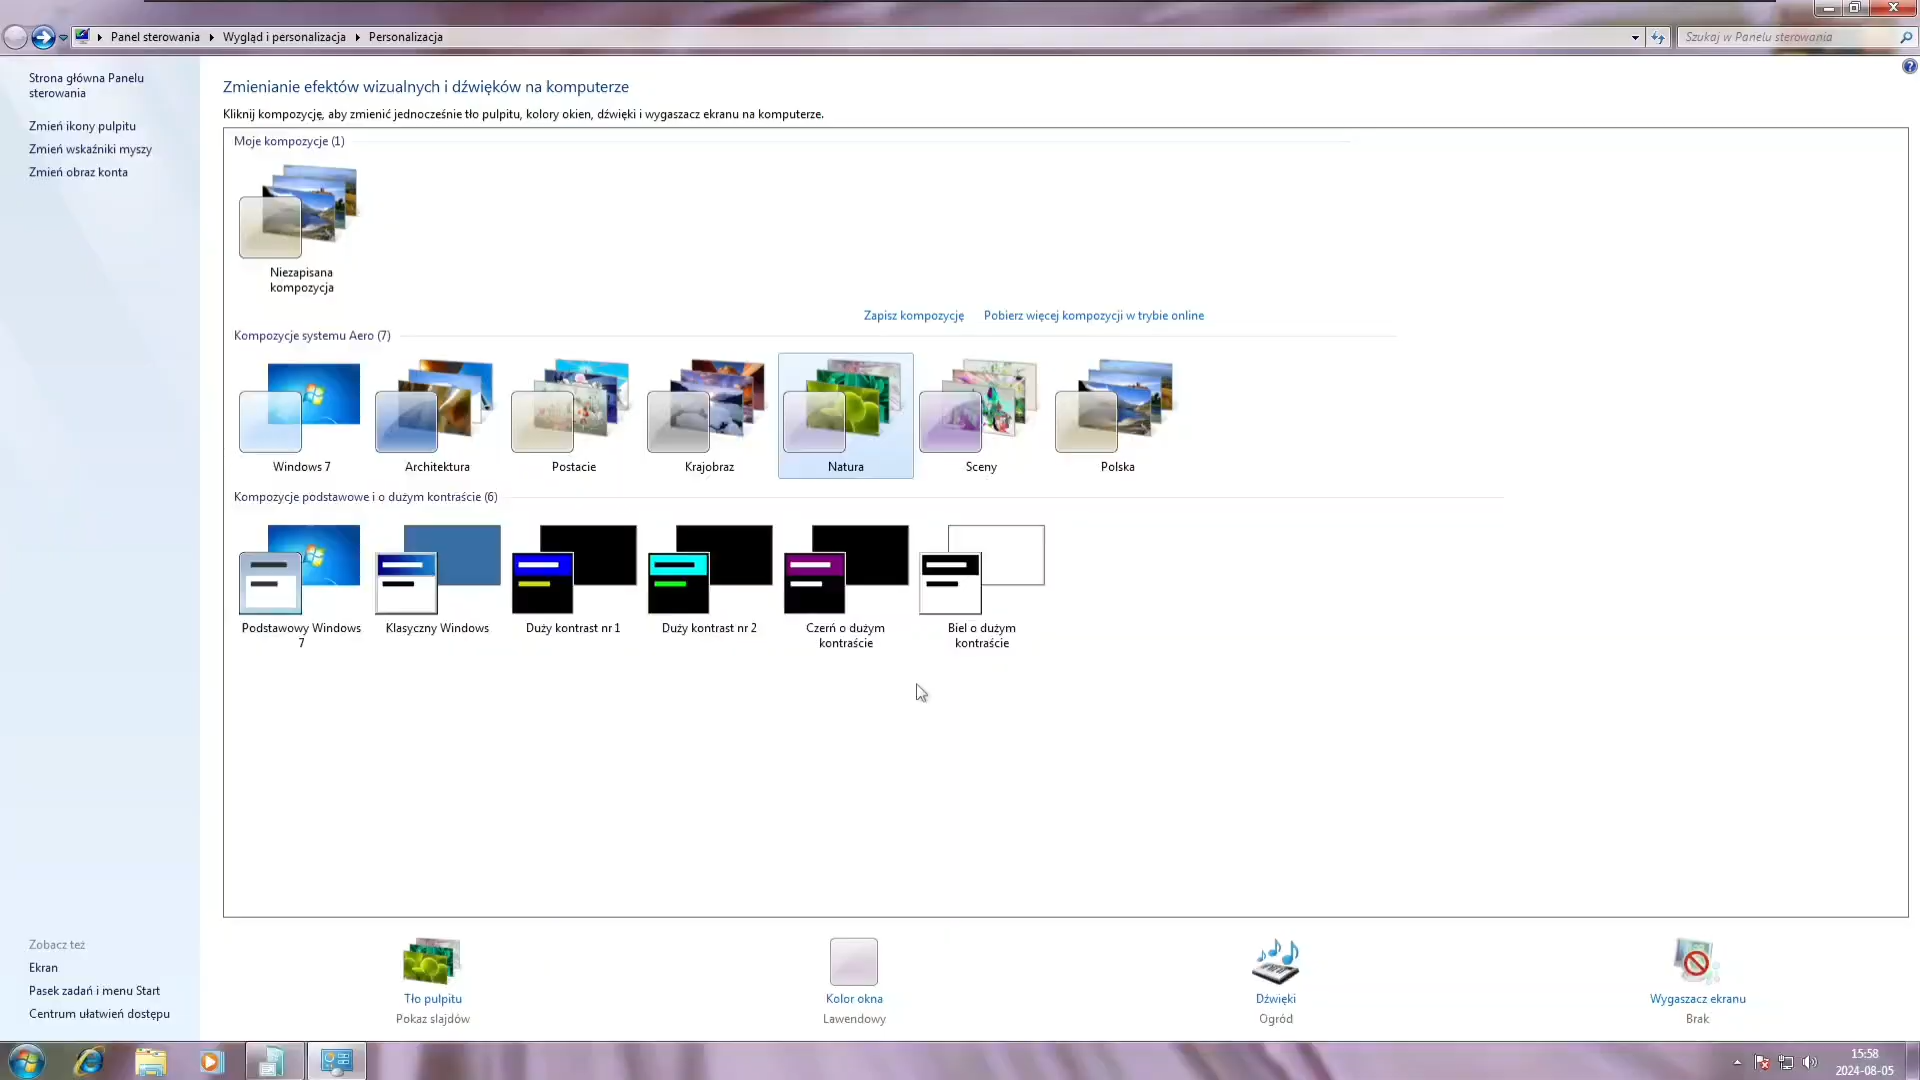 Panel sterowania Wygląd i personalizacja Personalizacja
Szukaj w Panelu sterowania
Strona główna Panelu
sterowania
Zmień ikony pulpitu
Zmień wskaźniki myszy
Zmień obraz konta
Zmienianie efektów wizualnych i dźwięków na komputerze
Kliknij kompozycję, aby zmienić jednocześnie tło pulpitu, kolory okien, dźwięki i wygaszacz ekranu na komputerze.
Moje kompozycje (1)
Niezapisana
kompozycja
Zapisz kompozycję Pobierz więcej kompozycji w trybie online
Kompozycje systemu Aero (7)
Windows 7 Architektura Postacie Krajobraz Natura Sceny Polska
Kompozycje podstawowe i o dużym kontraście (6)
Podstawowy Windows
7
Klasyczny Windows
Duży kontrast nr 1
Duży kontrast nr 2
Czerń o dużym
kontraście
Biel o dużym
kontraście
Zobacz też
Ekran
Pasek zadań i menu Start
Centrum ułatwień dostępu
Tło pulpitu
Pokaz slajdów
Kolor okna
Lawendowy
Dźwięki
Ogród
Wygaszacz ekranu
Brak
15:58
2024-08-05